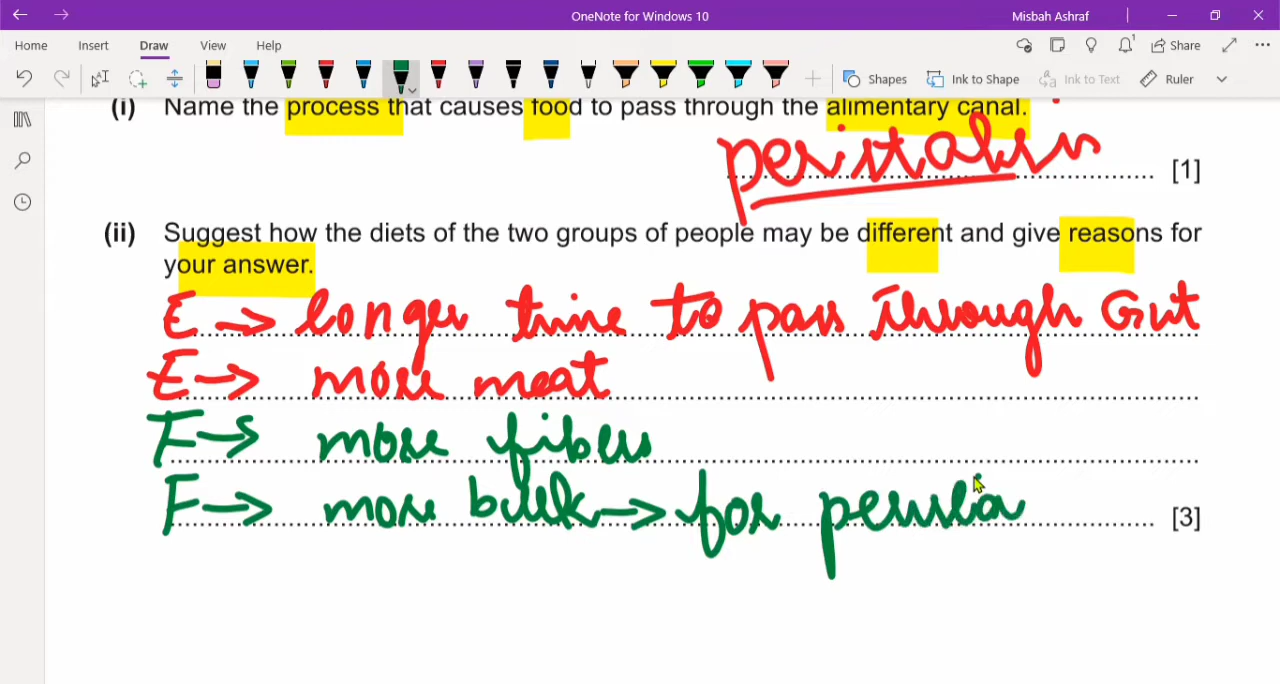 OneNote for Windows 10
Misbah Ashraf
Home Insert Draw View Help
1 Share
Shapes Ink to Shape Ink to Text Ruler
(i) Name the process that causes food to pass through the alimentary canal.
peristalsis
[1]
(ii) Suggest how the diets of the two groups of people may be different and give reasons for
your answer.
E → longer time to pass through Gut
E → more meat
F → more fibers
F → more bulk → for
[3]